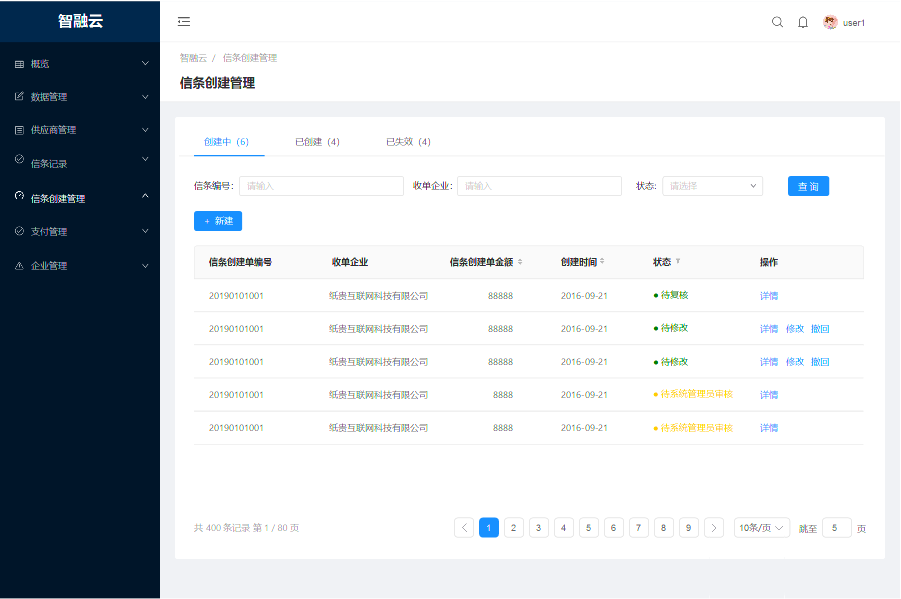 智融云
user1
概览
数据管理
供应商管理
信条记录
信条创建管理
支付管理
企业管理
智融云 / 信条创建管理
信条创建管理
创建中 (6) 已创建 (4) 已失效 (4)
信条编号: 请输入 收单企业: 请输入 状态: 请选择 查 询
+ 新建
信条创建单编号 收单企业 信条创建单金额 创建时间 状态 操作
20190101001 纸贵互联网科技有限公司 88888 2016-09-21 待复核 详情
20190101001 纸贵互联网科技有限公司 88888 2016-09-21 待修改 详情 修改 撤回
20190101001 纸贵互联网科技有限公司 88888 2016-09-21 待修改 详情 修改 撤回
20190101001 纸贵互联网科技有限公司 8888 2016-09-21 待系统管理员审核 详情
20190101001 纸贵互联网科技有限公司 8888 2016-09-21 待系统管理员审核 详情
共 400 条记录 第 1 / 80 页 1 2 3 4 5 6 7 8 9 10条/页 跳至 5 页